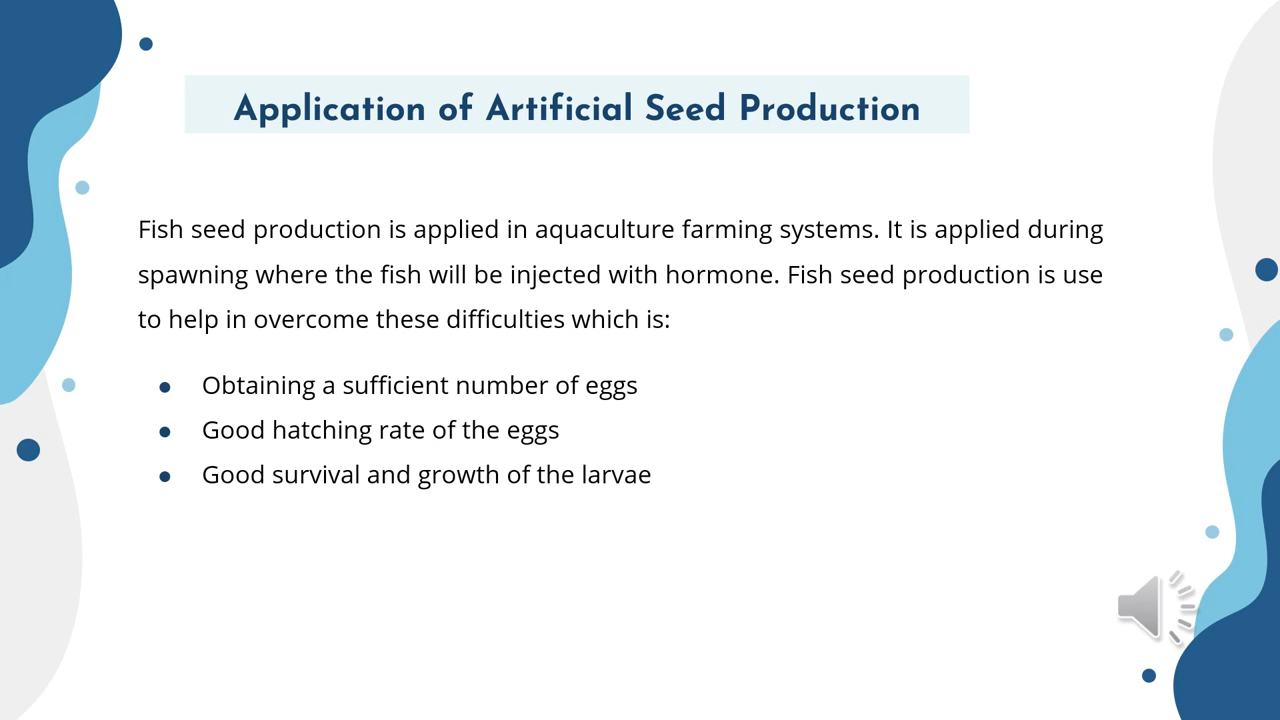 Application of Artificial Seed Production
Fish seed production is applied in aquaculture farming systems. It is applied during
spawning where the fish will be injected with hormone. Fish seed production is use
to help in overcome these difficulties which is:
● Obtaining a sufficient number of eggs
● Good hatching rate of the eggs
● Good survival and growth of the larvae